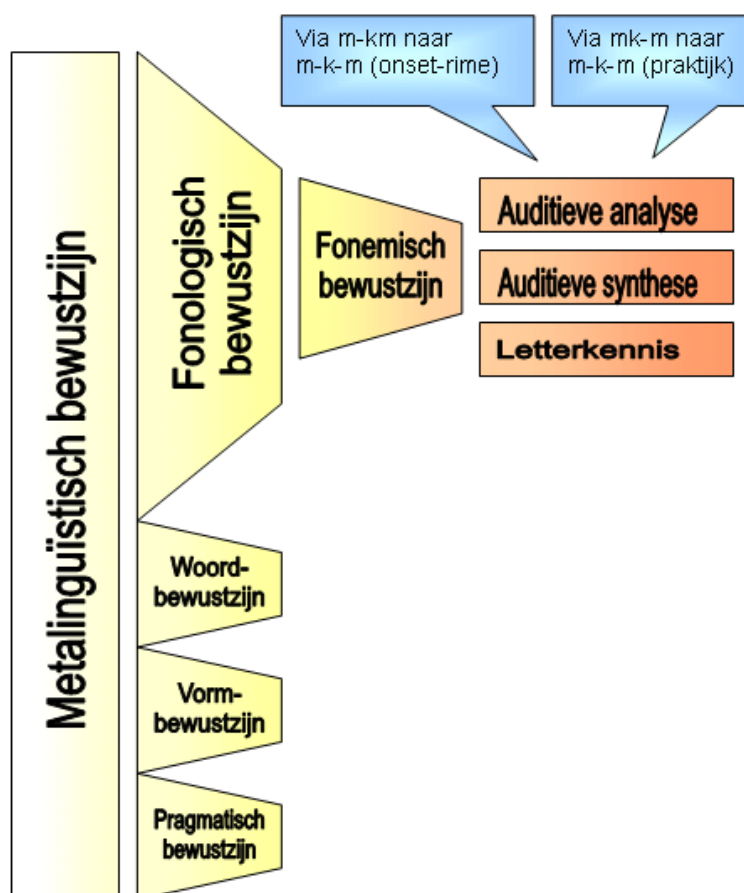 Via m-km naar
m-k-m (onset-rime)
Via mk-m naar
m-k-m (praktijk)
Metalingüistisch bewustzijn
Fonologisch
bewustzijn
Fonemisch
bewustzijn
Auditieve analyse
Auditieve synthese
Letterkennis
Woord-
bewustzijn
Vorm-
bewustzijn
Pragmatisch
bewustzijn